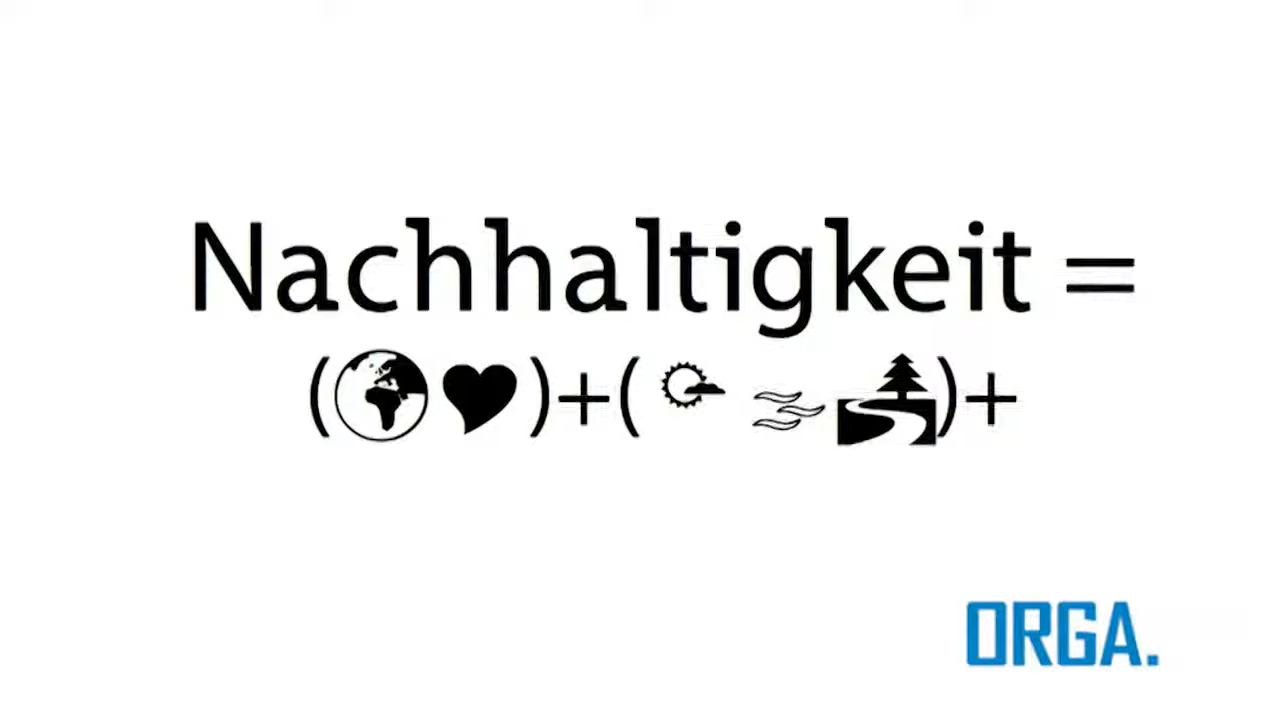 Nachhaltigkeit =
(🌍♥)+(🌤🌫🏞)+
ORGA.